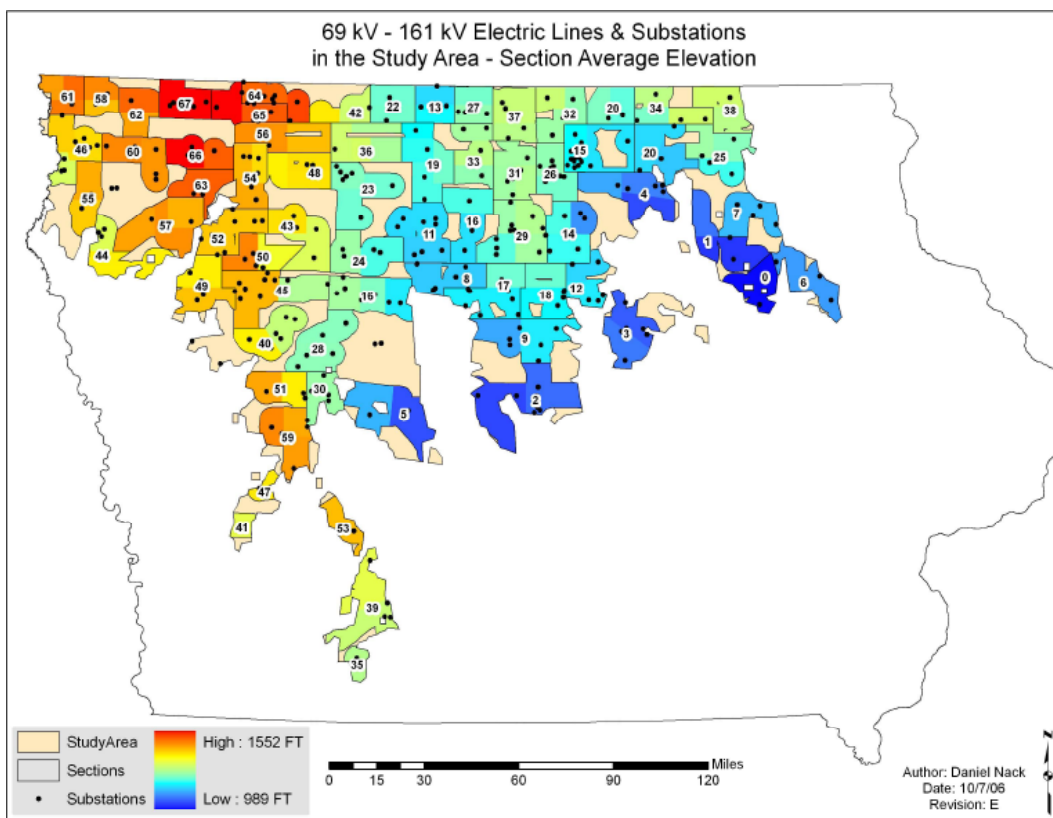 69 kV - 161 kV Electric Lines & Substations
in the Study Area - Section Average Elevation
61 58 62 67 64 65 42 22 13 27 37 32 20 34 38
46 60 66 56 36 19 33 15 20 25
55 63 54 48 23 31 26 4
44 57 52 43 11 16 29 14 7
49 50 24 8 1 0 6
45 16 17 18 12
40 28 9 3
51 30 5 2
59
47
41 53
39
35
StudyArea
Sections
Substations
High : 1552 FT
Low : 989 FT
Miles
0 15 30 60 90 120
N
Author: Daniel Nack
Date: 10/7/06
Revision: E